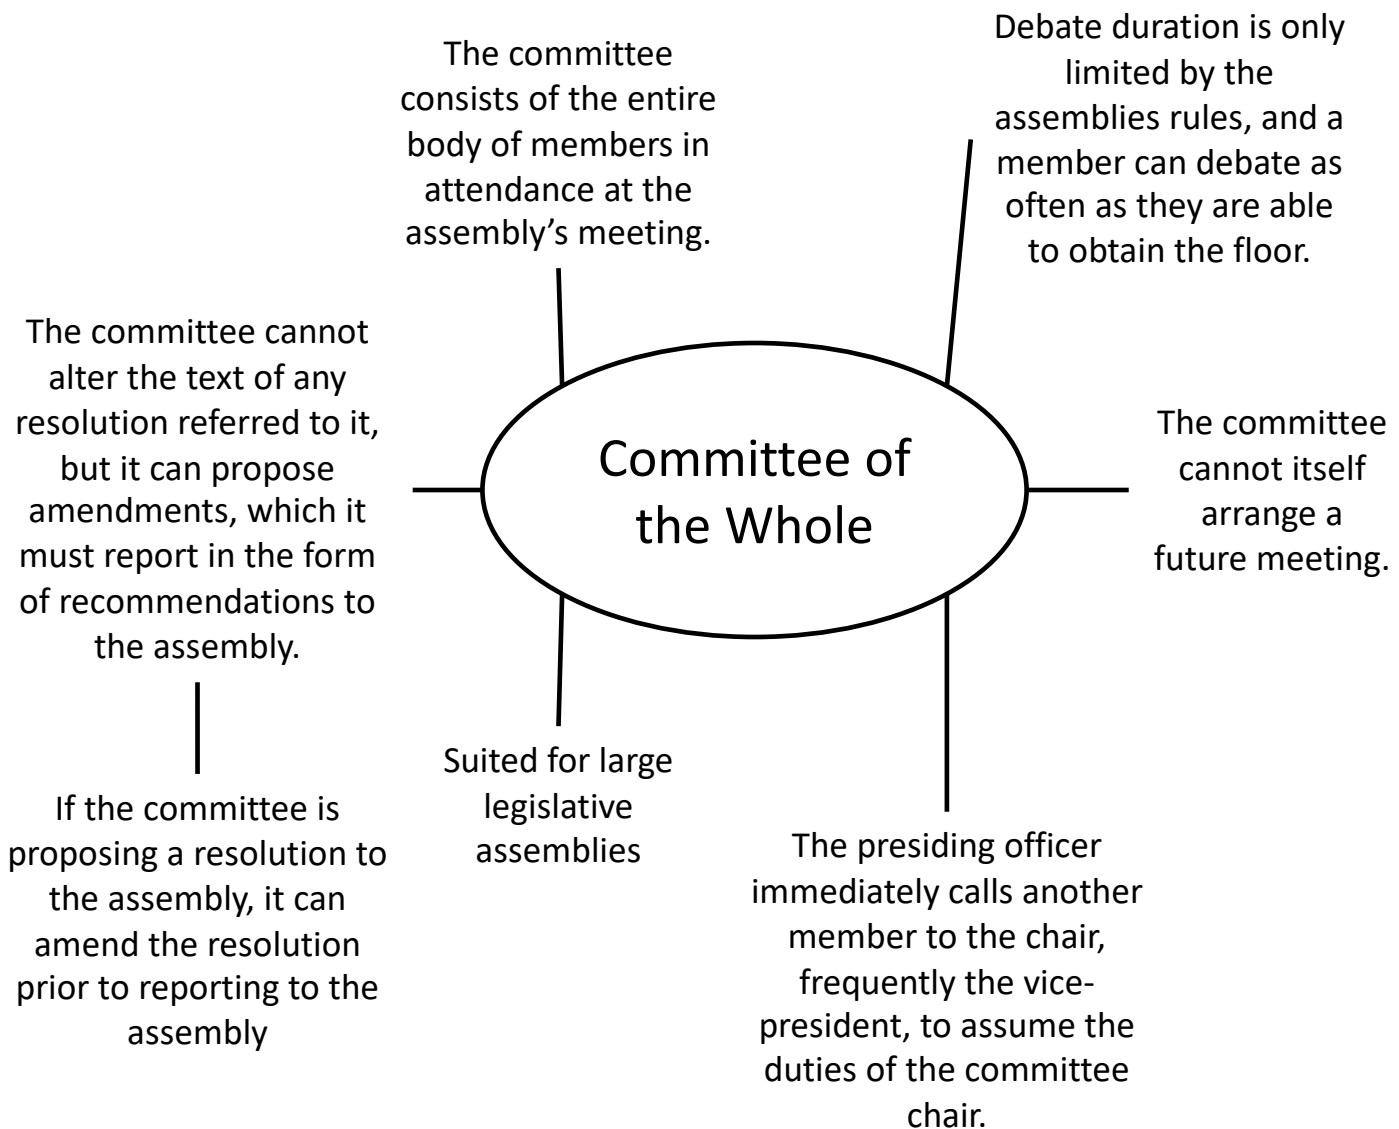 The committee
consists of the entire
body of members in
attendance at the
assembly’s meeting.
Debate duration is only
limited by the
assemblies rules, and a
member can debate as
often as they are able
to obtain the floor.
The committee cannot
alter the text of any
resolution referred to it,
but it can propose
amendments, which it
must report in the form
of recommendations to
the assembly.
Committee of
the Whole
The committee
cannot itself
arrange a
future meeting.
If the committee is
proposing a resolution to
the assembly, it can
amend the resolution
prior to reporting to the
assembly
Suited for large
legislative
assemblies
The presiding officer
immediately calls another
member to the chair,
frequently the vice-
president, to assume the
duties of the committee
chair.